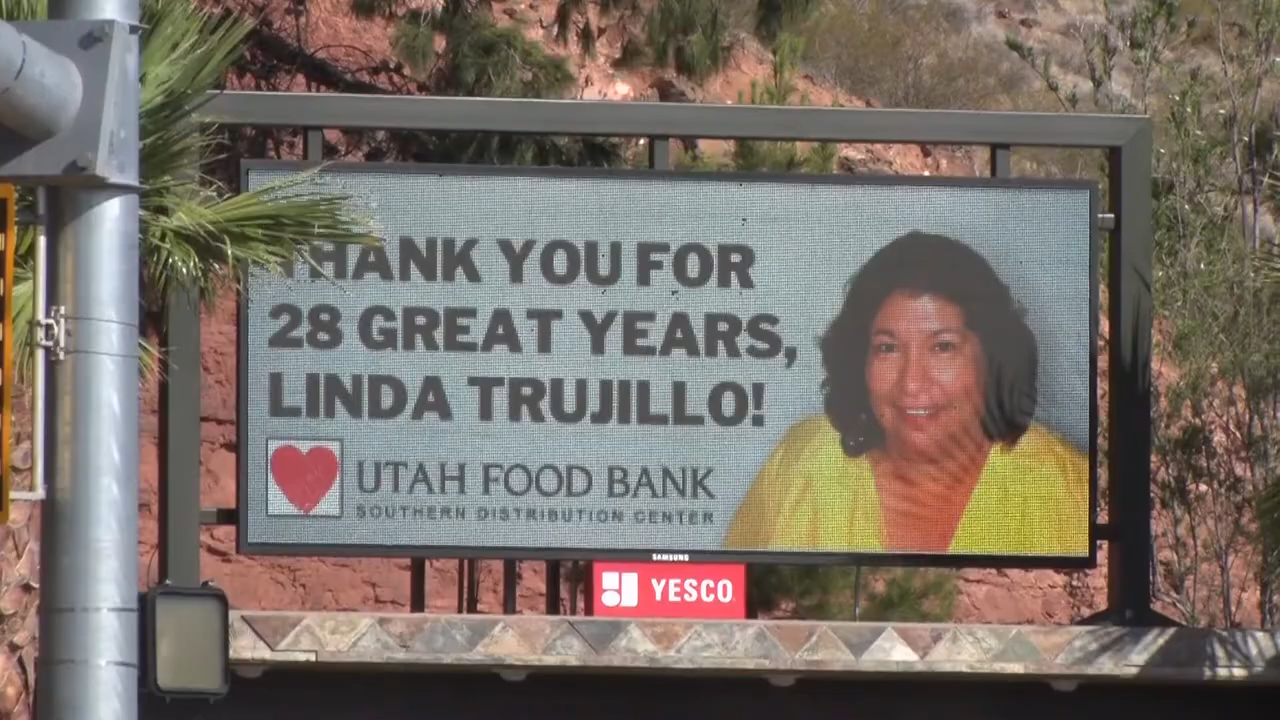 THANK YOU FOR
28 GREAT YEARS,
LINDA TRUJILLO!
UTAH FOOD BANK
SOUTHERN DISTRIBUTION CENTER
SAMSUNG
YESCO